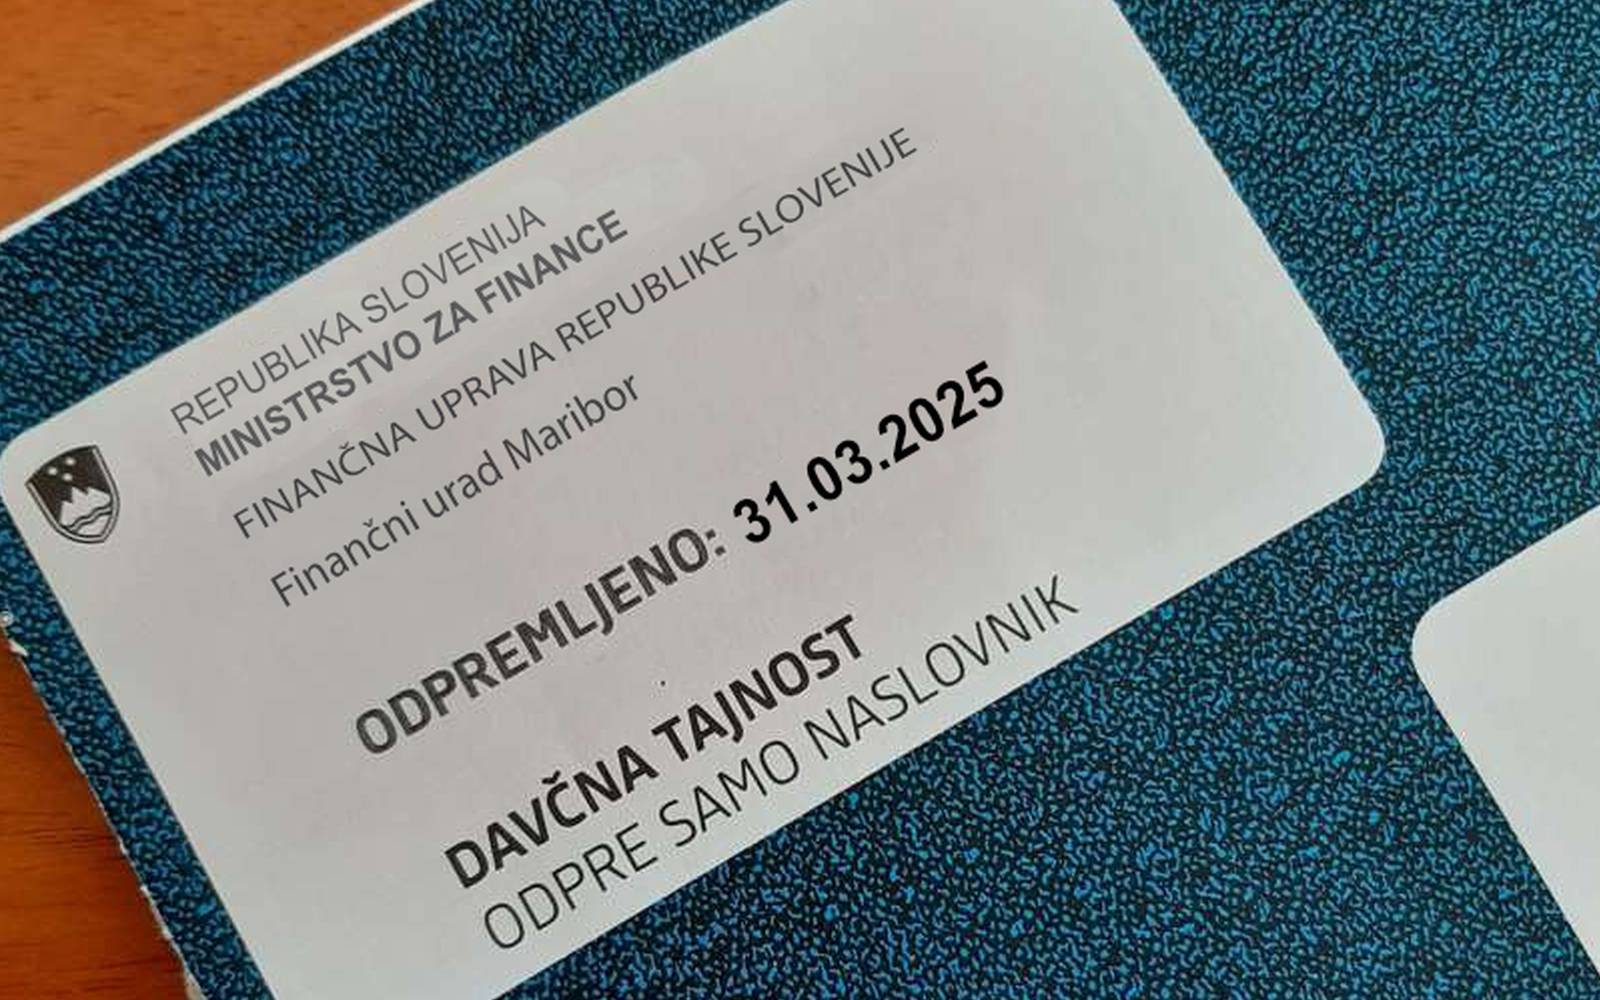 REPUBLIKA SLOVENIJA
MINISTRSTVO ZA FINANCE
FINANČNA UPRAVA REPUBLIKE SLOVENIJE
Finančni urad Maribor
ODPREMLJENO: 31.03.2025
DAVČNA TAJNOST
ODPRE SAMO NASLOVNIK